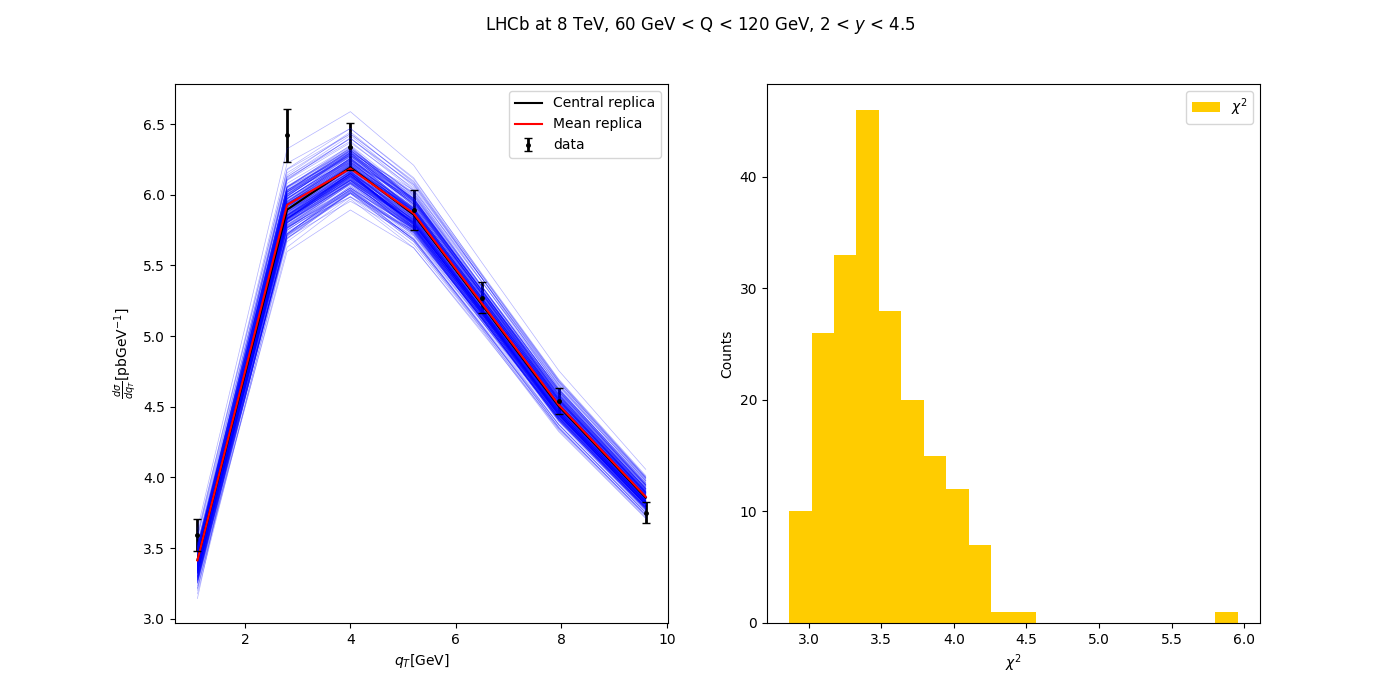 LHCb at 8 TeV, 60 GeV < Q < 120 GeV, 2 < y < 4.5
Central replica
Mean replica
data
6.5
6.0
5.5
5.0
4.5
4.0
3.5
3.0
dσ/dq_T [pbGeV⁻¹]
2
4
6
8
10
q_T[GeV]
χ²
40
30
20
10
0
Counts
3.0
3.5
4.0
4.5
5.0
5.5
6.0
χ²